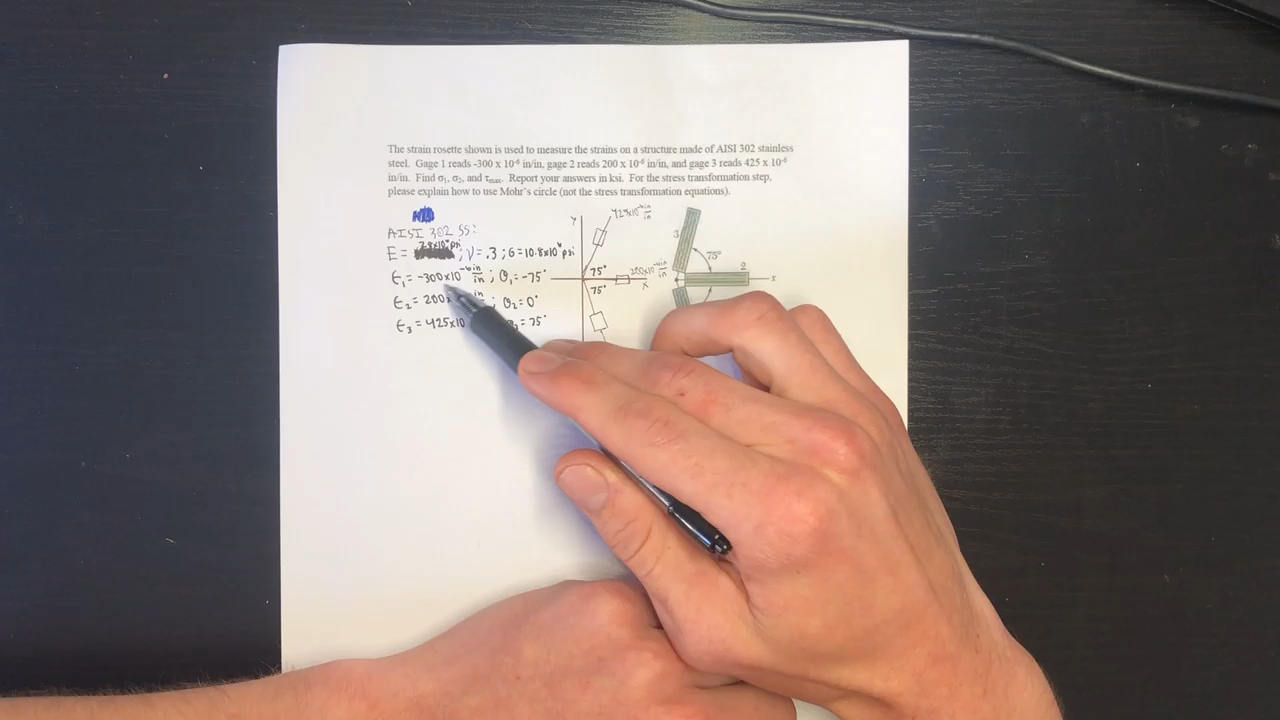 The strain rosette shown is used to measure the strains on a structure made of AISI 302 stainless
steel. Gage 1 reads -300 x 10⁻⁶ in/in, gage 2 reads 200 x 10⁻⁶ in/in, and gage 3 reads 425 x 10⁻⁶
in/in. Find σ₁, σ₂, and τmax. Report your answers in ksi. For the stress transformation step,
please explain how to use Mohr's circle (not the stress transformation equations).
AISI 302 SS:
E = psi ; ν = .3 ; G = 10.8x10⁶ psi
ϵ₁ = -300x10⁻⁶ in/in ; θ₁ = -75°
ϵ₂ = 200x in ; θ₂ = 0°
ϵ₃ = 425x10 = 75°
y
425x10⁻⁶ in/in
75°
200x10⁻⁶ in/in
x
75°
3
75°
2
x